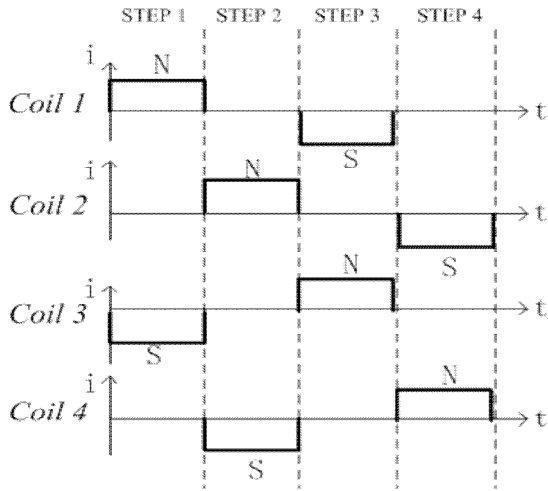 STEP 1 STEP 2 STEP 3 STEP 4
i N
Coil 1 t
S
i N
Coil 2 t
S
i N
Coil 3 t
S
i N
Coil 4 t
S